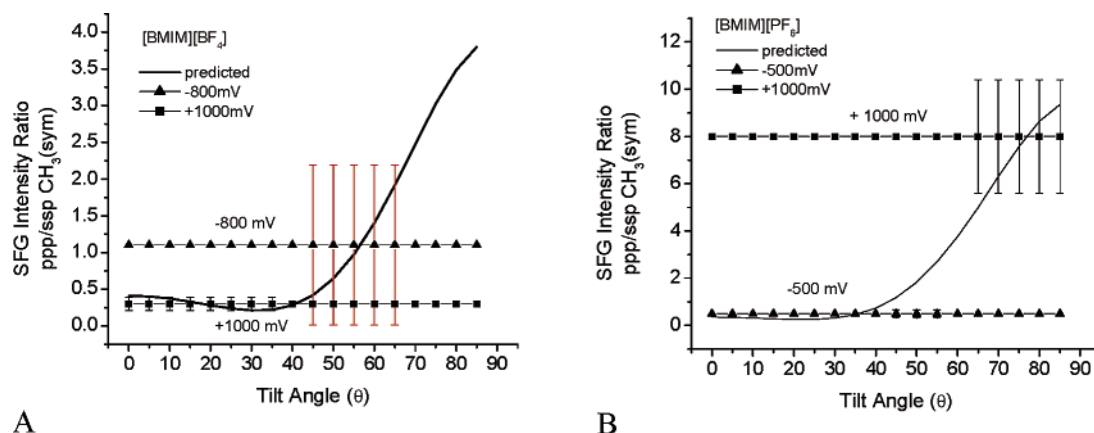 [BMIM][BF₄]
predicted
-800mV
+1000mV
SFG Intensity Ratio
ppp/ssp CH₃(sym)
4.0
3.5
3.0
2.5
2.0
1.5
1.0
0.5
0.0
-800 mV
+1000 mV
0 10 20 30 40 50 60 70 80 90
Tilt Angle (θ)
A
[BMIM][PF₆]
predicted
-500mV
+1000mV
SFG Intensity Ratio
ppp/ssp CH₃(sym)
12
10
8
6
4
2
0
+ 1000 mV
-500 mV
0 10 20 30 40 50 60 70 80 90
Tilt Angle (θ)
B